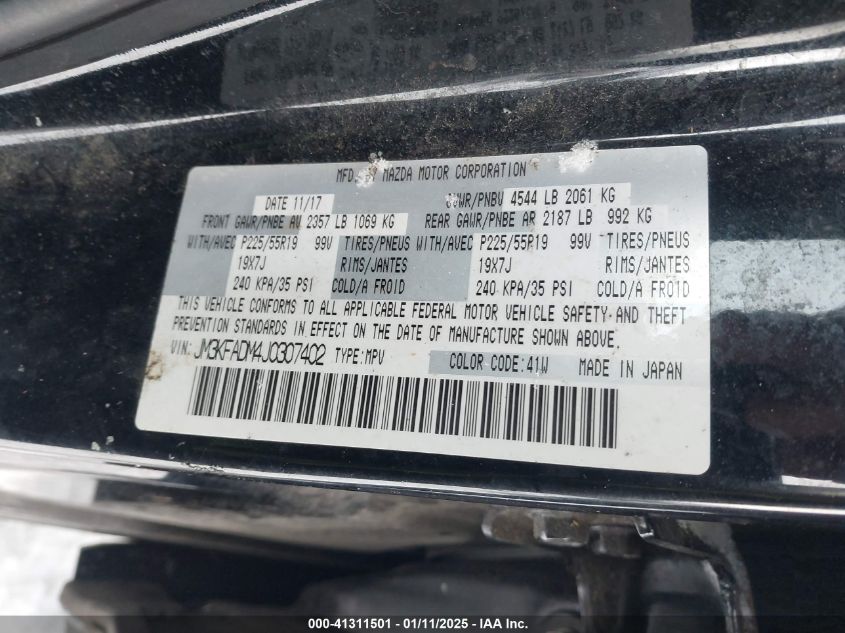 MFD. BY MAZDA MOTOR CORPORATION
DATE 11/17 GVWR/PNBV 4544 LB 2061 KG
FRONT GAWR/PNBE AV 2357 LB 1069 KG REAR GAWR/PNBE AR 2187 LB 992 KG
WITH/AVEC P225/55R19 99V TIRES/PNEUS WITH/AVEC P225/55R19 99V TIRES/PNEUS
19X7J RIMS/JANTES 19X7J RIMS/JANTES
240 KPA/35 PSI COLD/A FROID 240 KPA/35 PSI COLD/A FROID
THIS VEHICLE CONFORMS TO ALL APPLICABLE FEDERAL MOTOR VEHICLE SAFETY AND THEFT
PREVENTION STANDARDS IN EFFECT ON THE DATE OF MANUFACTURE SHOWN ABOVE.
VIN: JM3KFADM4J0307402 TYPE:MPV COLOR CODE:41W MADE IN JAPAN
000-41311501 - 01/11/2025 - © IAA Inc.